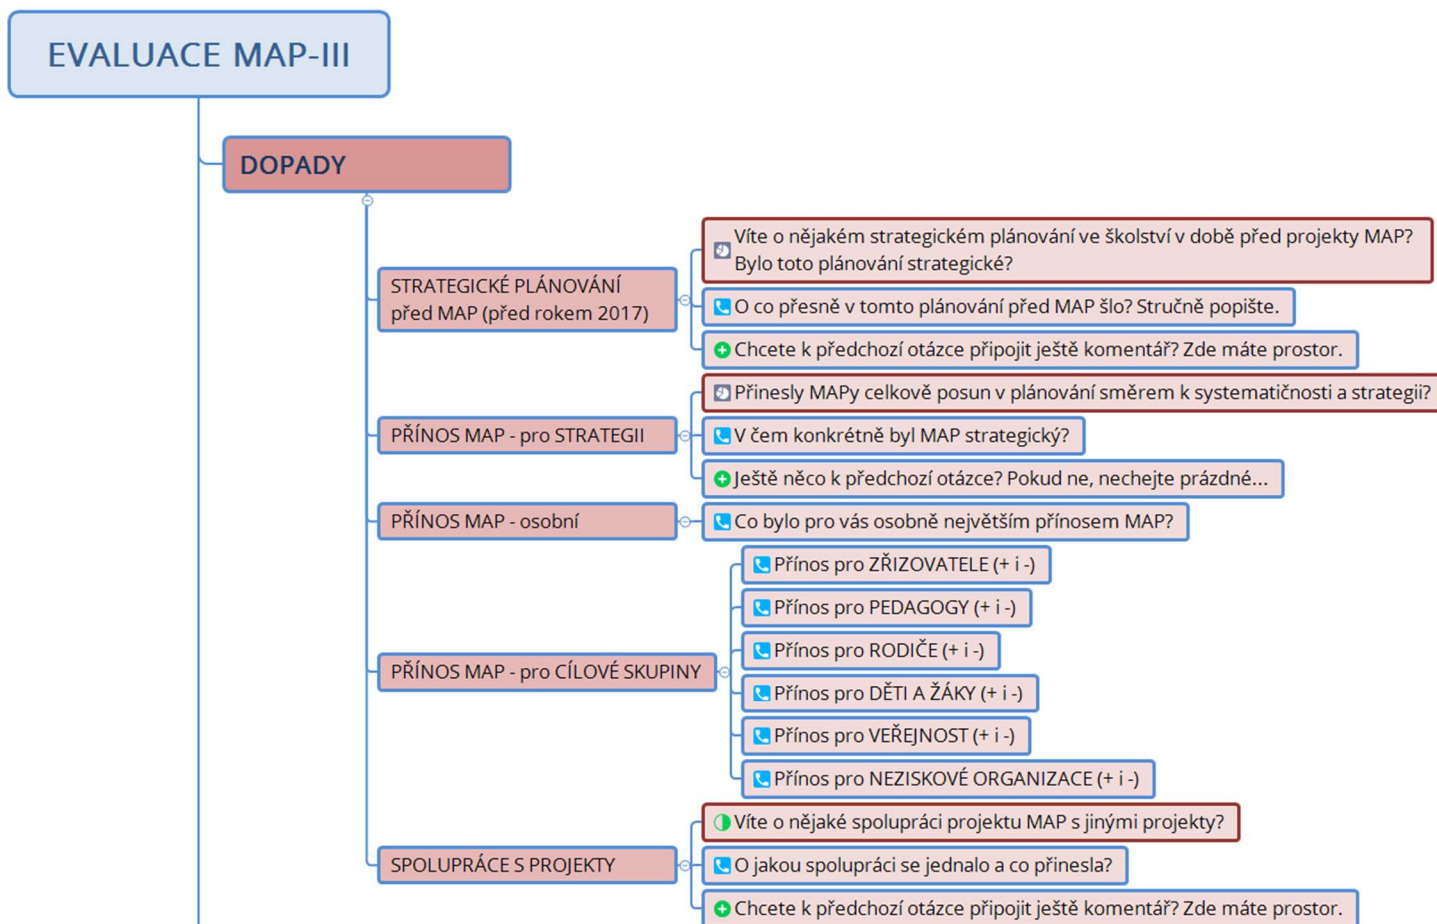 EVALUACE MAP-III
DOPADY
STRATEGICKÉ PLÁNOVÁNÍ
před MAP (před rokem 2017)
Víte o nějakém strategickém plánování ve školství v době před projekty MAP?
Bylo toto plánování strategické?
O co přesně v tomto plánování před MAP šlo? Stručně popište.
Chcete k předchozí otázce připojit ještě komentář? Zde máte prostor.
PŘÍNOS MAP - pro STRATEGII
Přinesly MAPy celkově posun v plánování směrem k systematičnosti a strategii?
V čem konkrétně byl MAP strategický?
Ještě něco k předchozí otázce? Pokud ne, nechejte prázdné...
PŘÍNOS MAP - osobní
Co bylo pro vás osobně největším přínosem MAP?
PŘÍNOS MAP - pro CÍLOVÉ SKUPINY
Přínos pro ZŘIZOVATELE (+ i -)
Přínos pro PEDAGOGY (+ i -)
Přínos pro RODIČE (+ i -)
Přínos pro DĚTI A ŽÁKY (+ i -)
Přínos pro VEŘEJNOST (+ i -)
Přínos pro NEZISKOVÉ ORGANIZACE (+ i -)
SPOLUPRÁCE S PROJEKTY
Víte o nějaké spolupráci projektu MAP s jinými projekty?
O jakou spolupráci se jednalo a co přinesla?
Chcete k předchozí otázce připojit ještě komentář? Zde máte prostor.